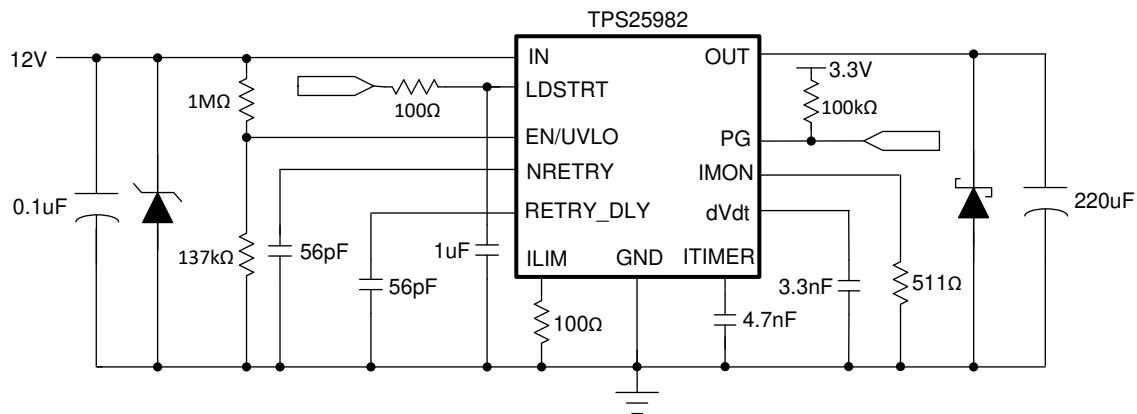 TPS25982
12V
IN
OUT
LDSTRT
3.3V
1MΩ
100Ω
100kΩ
EN/UVLO
PG
NRETRY
IMON
0.1uF
RETRY_DLY
dVdt
220uF
137kΩ
56pF
1uF
ILIM
GND
ITIMER
56pF
3.3nF
511Ω
100Ω
4.7nF